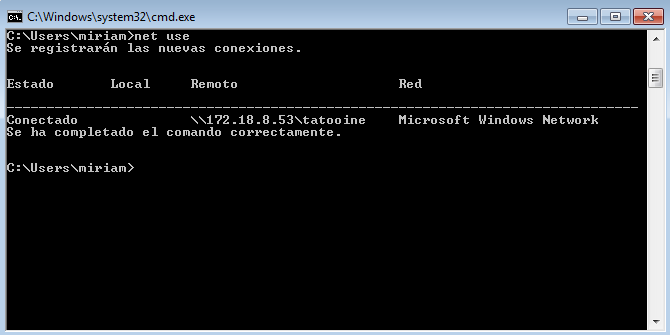 C:\Windows\system32\cmd.exe
C:\Users\miriam>net use
Se registrarán las nuevas conexiones.
Estado Local Remoto Red
-------------------------------------------------------------------------------
Conectado \\172.18.8.53\tatooine Microsoft Windows Network
Se ha completado el comando correctamente.
C:\Users\miriam>